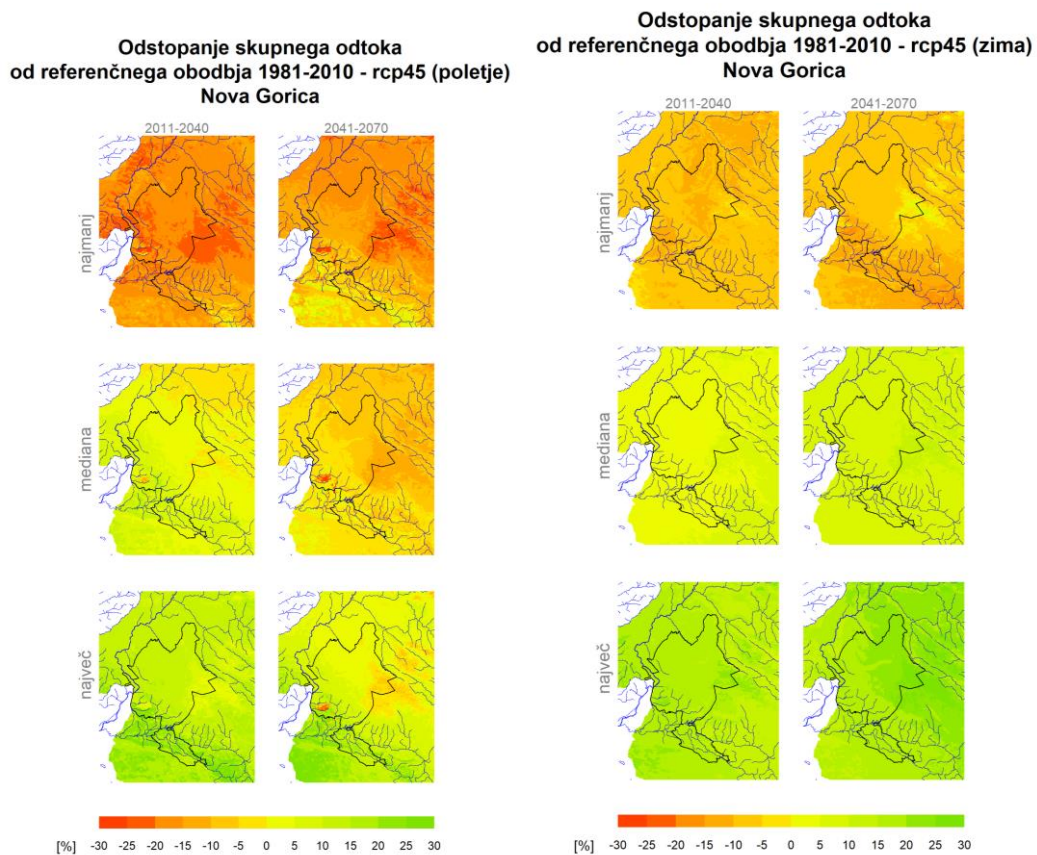 Odstopanje skupnega odtoka
od referenčnega obodbja 1981-2010 - rcp45 (poletje)
Nova Gorica
2011-2040
2041-2070
najmanj
mediana
največ
[%] -30 -25 -20 -15 -10 -5 0 5 10 15 20 25 30
Odstopanje skupnega odtoka
od referenčnega obodbja 1981-2010 - rcp45 (zima)
Nova Gorica
2011-2040
2041-2070
najmanj
mediana
največ
[%] -30 -25 -20 -15 -10 -5 0 5 10 15 20 25 30